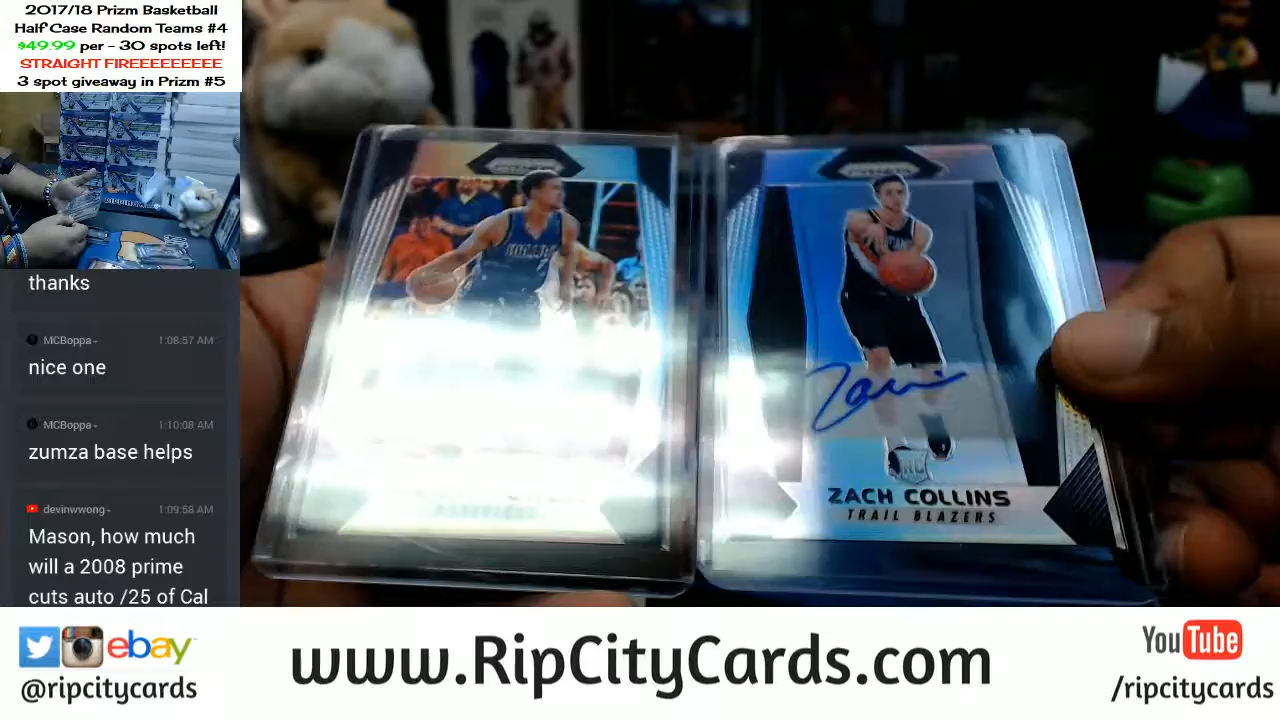 2017/18 Prizm Basketball
Half Case Random Teams #4
$49.99 per - 30 spots left!
STRAIGHT FIREEEEEEEEE
3 spot giveaway in Prizm #5
thanks
MCBoppa
1:08:57 AM
nice one
MCBoppa
1:10:08 AM
zumza base helps
devinwwong
1:09:58 AM
Mason, how much
will a 2008 prime
cuts auto /25 of Cal
PRIZM
PRIZM
DALLAS
RC
ZACH COLLINS
TRAIL BLAZERS
ebay
@ripcitycards
www.RipCityCards.com
YouTube
/ripcitycards